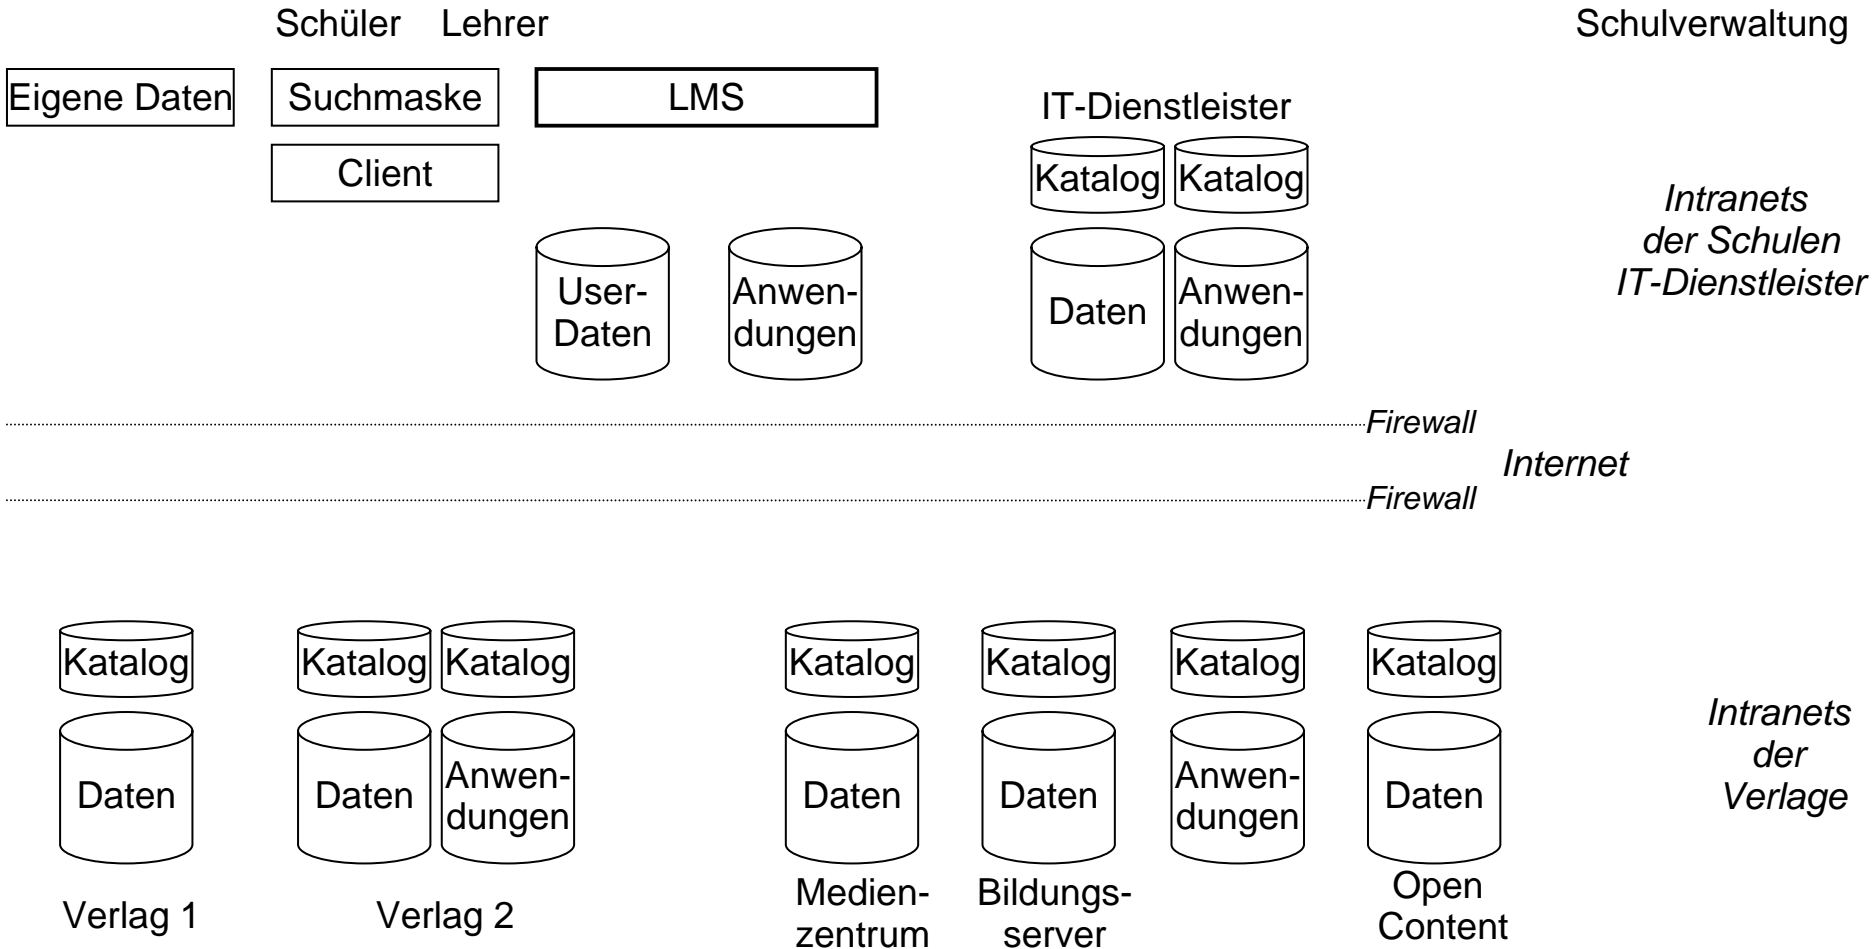 Schüler Lehrer Schulverwaltung
Eigene Daten Suchmaske LMS
IT-Dienstleister
Client
Katalog Katalog
Intranets
der Schulen
IT-Dienstleister
User-
Daten
Anwen-
dungen
Daten
Anwen-
dungen
Firewall
Internet
Firewall
Katalog Katalog Katalog Katalog Katalog Katalog Katalog
Intranets
der
Verlage
Daten
Daten
Anwen-
dungen
Daten
Daten
Anwen-
dungen
Daten
Verlag 1
Verlag 2
Medien-
zentrum
Bildungs-
server
Open
Content